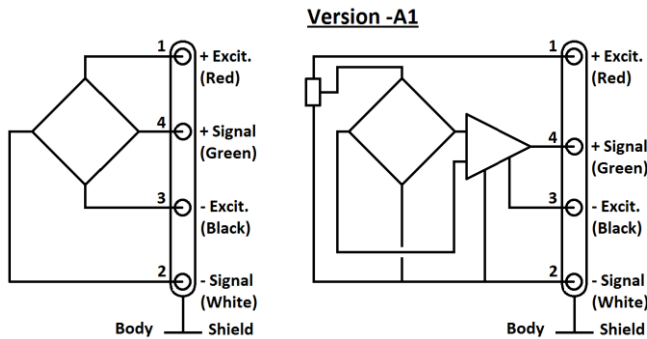 Version -A1
1
+ Excit.
(Red)
4
+ Signal
(Green)
3
- Excit.
(Black)
2
- Signal
(White)
Body
Shield
1
+ Excit.
(Red)
4
+ Signal
(Green)
3
- Excit.
(Black)
2
- Signal
(White)
Body
Shield